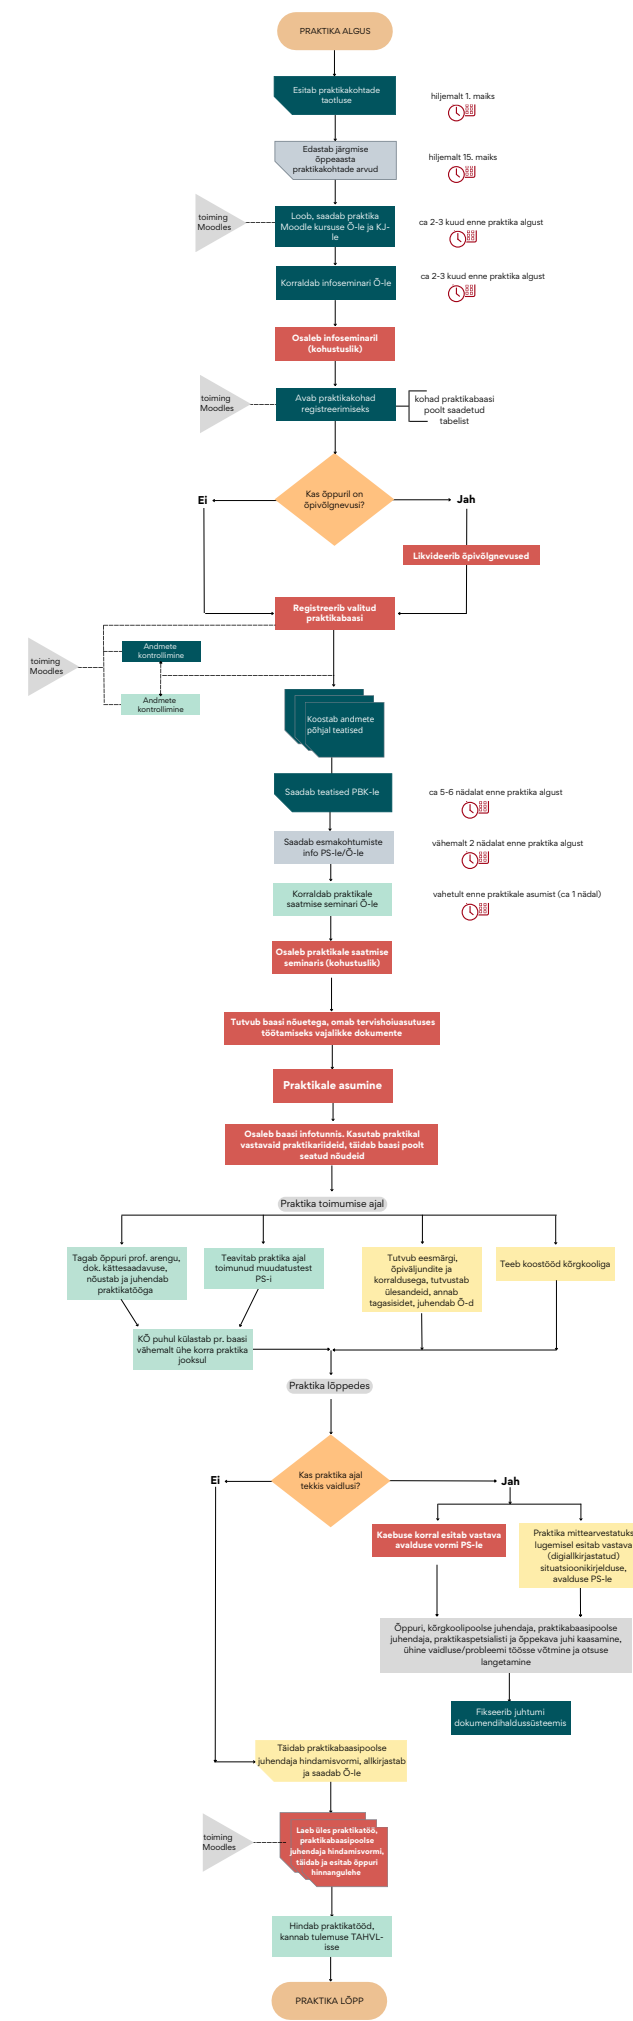 PRAKTIKA ALGUS
Esitab praktikakohtade
taotluse
hiljemalt 1. maiks
Edastab järgmise
õppeaasta
praktikakohtade arvud
hiljemalt 15. maiks
toiming
Moodles
Loob, saadab praktika
Moodle kursuse Õ-le ja KJ-
le
ca 2-3 kuud enne praktika algust
Korraldab infoseminari Õ-le
ca 2-3 kuud enne praktika algust
Osaleb infoseminaril
(kohustuslik)
toiming
Moodles
Avab praktikakohad
registreerimiseks
kohad praktikabaasi
poolt saadetud
tabelist
Kas õppuril on
õpivõlgnevusi?
Ei
Jah
Likvideerib õpivõlgnevused
Registreerib valitud
praktikabaasi
toiming
Moodles
Andmete
kontrollimine
Andmete
kontrollimine
Koostab andmete
põhjal teatised
Saadab teatised PBK-le
ca 5-6 nädalat enne praktika algust
Saadab esmakohtumiste
info PS-le/Õ-le
vähemalt 2 nädalat enne praktika algust
Korraldab praktikale
saatmise seminari Õ-le
vahetult enne praktikale asumist (ca 1 nädal)
Osaleb praktikale saatmise
seminaris (kohustuslik)
Tutvub baasi nõuetega, omab tervishoiuasutuses
töötamiseks vajalikke dokumente
Praktikale asumine
Osaleb baasi infotunnis. Kasutab praktikal
vastavaid praktikariideid, täidab baasi poolt
seatud nõudeid
Praktika toimumise ajal
Tagab õppuri prof. arengu,
dok. kättesaadavuse,
nõustab ja juhendab
praktikatööga
Teavitab praktika ajal
toimunud muudatustest
PS-i
Tutvub eesmärgi,
õpiväljundite ja
korraldusega, tutvustab
ülesandeid, annab
tagasisidet, juhendab Õ-d
Teeb koostööd kõrgkooliga
KÕ puhul külastab pr. baasi
vähemalt ühe korra praktika
jooksul
Praktika lõppedes
Kas praktika ajal
tekkis vaidlusi?
Ei
Jah
Kaebuse korral esitab vastava
avalduse vormi PS-le
Praktika mittearvestatuks
lugemisel esitab vastava
(digiallkirjastatud)
situatsioonikirjelduse,
avalduse PS-le
Õppuri, kõrgkoolipoolse juhendaja, praktikabaasipoolse
juhendaja, praktikaspetsialisti ja õppekava juhi kaasamine,
ühine vaidluse/probleemi töösse võtmine ja otsuse
langetamine
Fikseerib juhtumi
dokumendihaldussüsteemis
Täidab praktikabaasipoolse
juhendaja hindamisvormi, allkirjastab
ja saadab Õ-le
toiming
Moodles
Laeb üles praktikatöö,
praktikabaasipoolse
juhendaja hindamisvormi,
täidab ja esitab õppuri
hinnangulehe
Hindab praktikatööd,
kannab tulemuse TAHVL-
isse
PRAKTIKA LÕPP